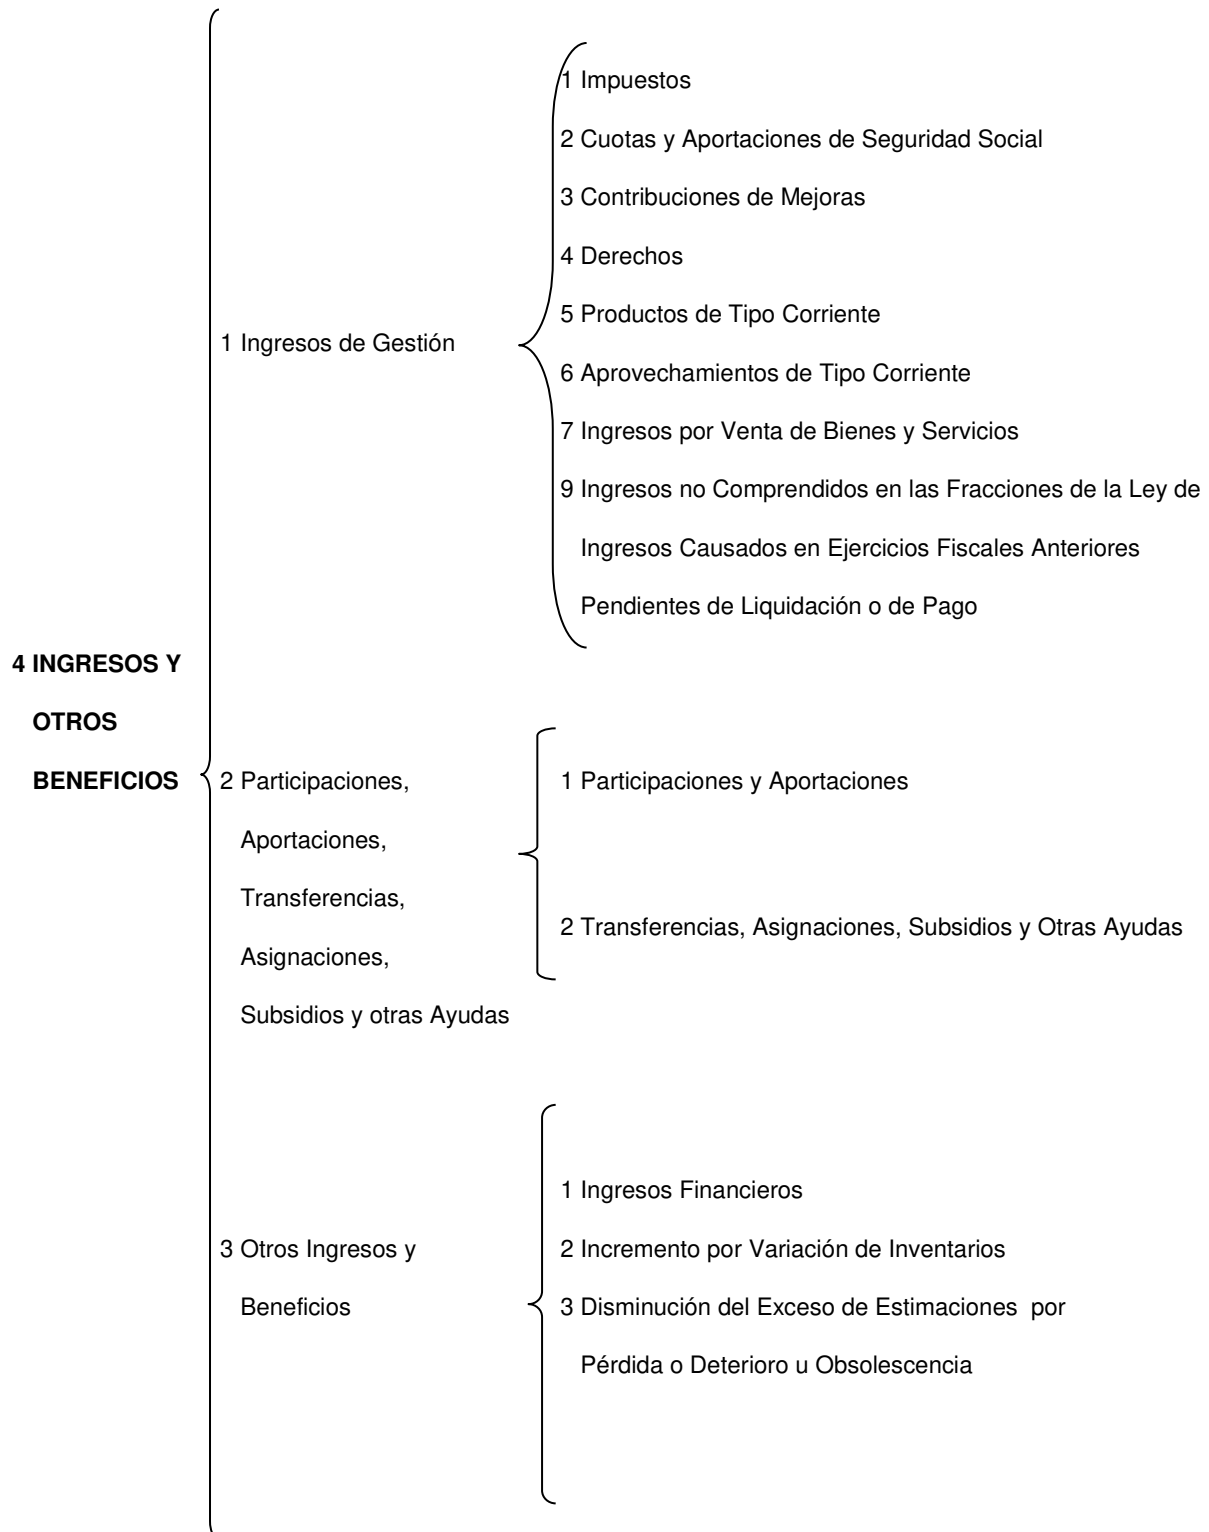 4 INGRESOS Y
OTROS
BENEFICIOS
1 Ingresos de Gestión
1 Impuestos
2 Cuotas y Aportaciones de Seguridad Social
3 Contribuciones de Mejoras
4 Derechos
5 Productos de Tipo Corriente
6 Aprovechamientos de Tipo Corriente
7 Ingresos por Venta de Bienes y Servicios
9 Ingresos no Comprendidos en las Fracciones de la Ley de
Ingresos Causados en Ejercicios Fiscales Anteriores
Pendientes de Liquidación o de Pago
2 Participaciones,
Aportaciones,
Transferencias,
Asignaciones,
Subsidios y otras Ayudas
1 Participaciones y Aportaciones
2 Transferencias, Asignaciones, Subsidios y Otras Ayudas
3 Otros Ingresos y
Beneficios
1 Ingresos Financieros
2 Incremento por Variación de Inventarios
3 Disminución del Exceso de Estimaciones  por
Pérdida o Deterioro u Obsolescencia